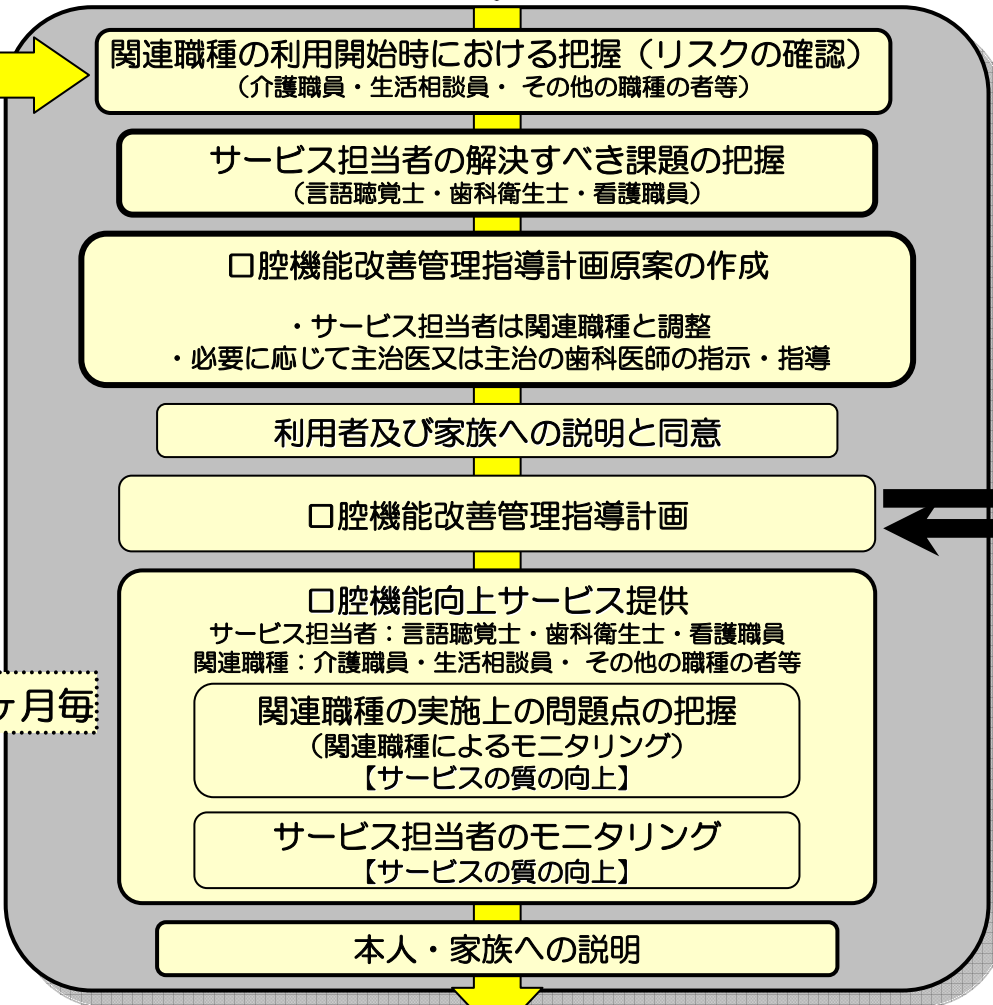 関連職種の利用開始時における把握（リスクの確認）
（介護職員・生活相談員・ その他の職種の者等）
サービス担当者の解決すべき課題の把握
（言語聴覚士・歯科衛生士・看護職員）
口腔機能改善管理指導計画原案の作成
・サービス担当者は関連職種と調整
・必要に応じて主治医又は主治の歯科医師の指示・指導
利用者及び家族への説明と同意
口腔機能改善管理指導計画
口腔機能向上サービス提供
サービス担当者：言語聴覚士・歯科衛生士・看護職員
関連職種：介護職員・生活相談員・ その他の職種の者等
ヶ月毎
関連職種の実施上の問題点の把握
（関連職種によるモニタリング）
【サービスの質の向上】
サービス担当者のモニタリング
【サービスの質の向上】
本人・家族への説明